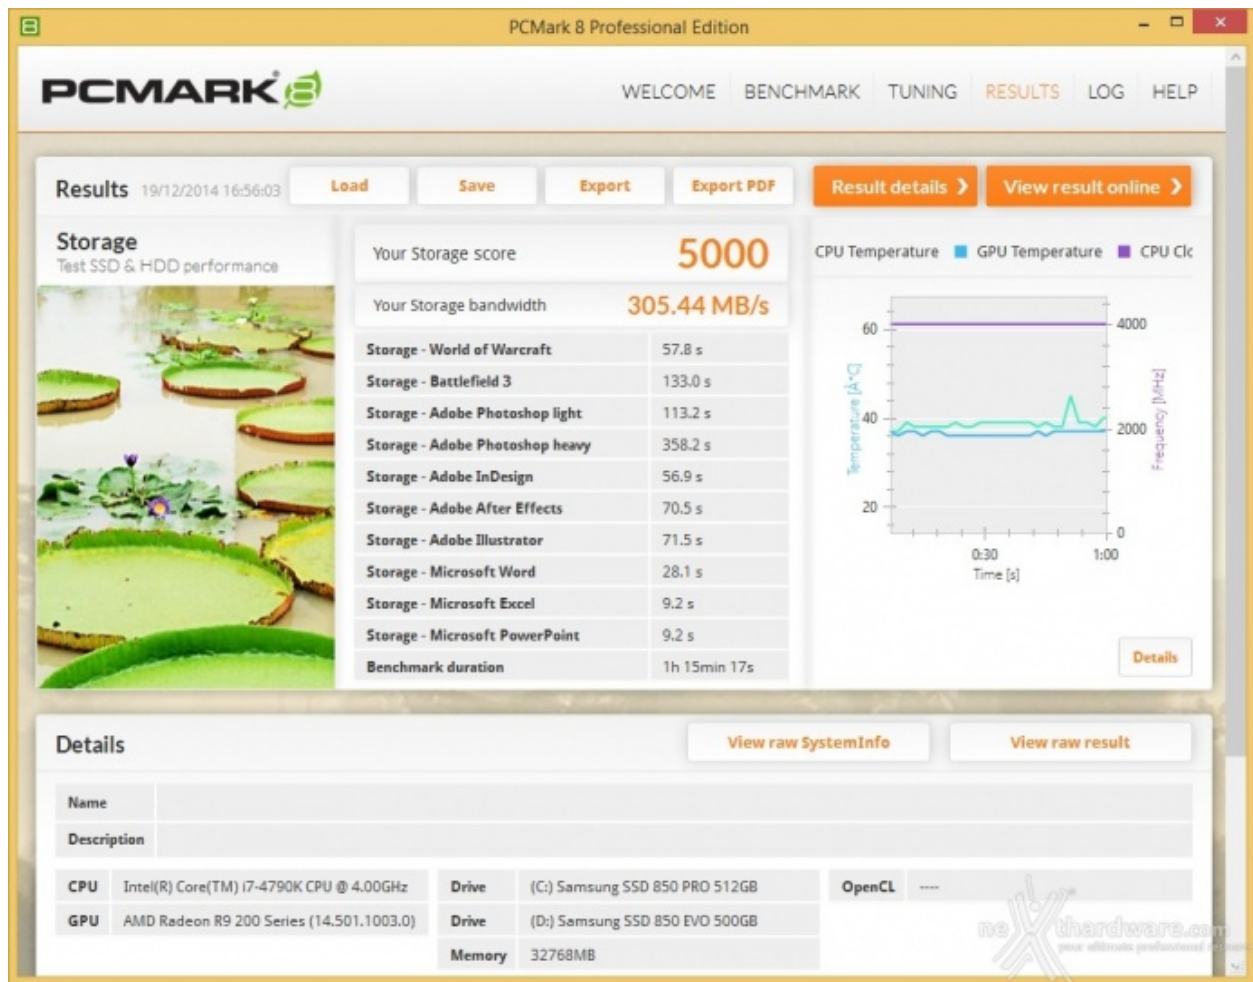 PCMark 8 Professional Edition
PCMARK 8
WELCOME BENCHMARK TUNING RESULTS LOG HELP
Results 19/12/2014 16:56:03 Load Save Export Export PDF Result details View result online
Storage
Test SSD & HDD performance
Your Storage score 5000
Your Storage bandwidth 305.44 MB/s
Storage - World of Warcraft 57.8 s
Storage - Battlefield 3 133.0 s
Storage - Adobe Photoshop light 113.2 s
Storage - Adobe Photoshop heavy 358.2 s
Storage - Adobe InDesign 56.9 s
Storage - Adobe After Effects 70.5 s
Storage - Adobe Illustrator 71.5 s
Storage - Microsoft Word 28.1 s
Storage - Microsoft Excel 9.2 s
Storage - Microsoft PowerPoint 9.2 s
Benchmark duration 1h 15min 17s
CPU Temperature GPU Temperature CPU Clc
60 4000
40 2000
20 0
Temperature [Â°C]
Frequency [MHz]
0:30 1:00
Time [s]
Details
Details View raw SystemInfo View raw result
Name
Description
CPU Intel(R) Core(TM) i7-4790K CPU @ 4.00GHz Drive (C:) Samsung SSD 850 PRO 512GB OpenCL ----
GPU AMD Radeon R9 200 Series (14.501.1003.0) Drive (D:) Samsung SSD 850 EVO 500GB
Memory 32768MB
nexthardware.com
your ultimate professional